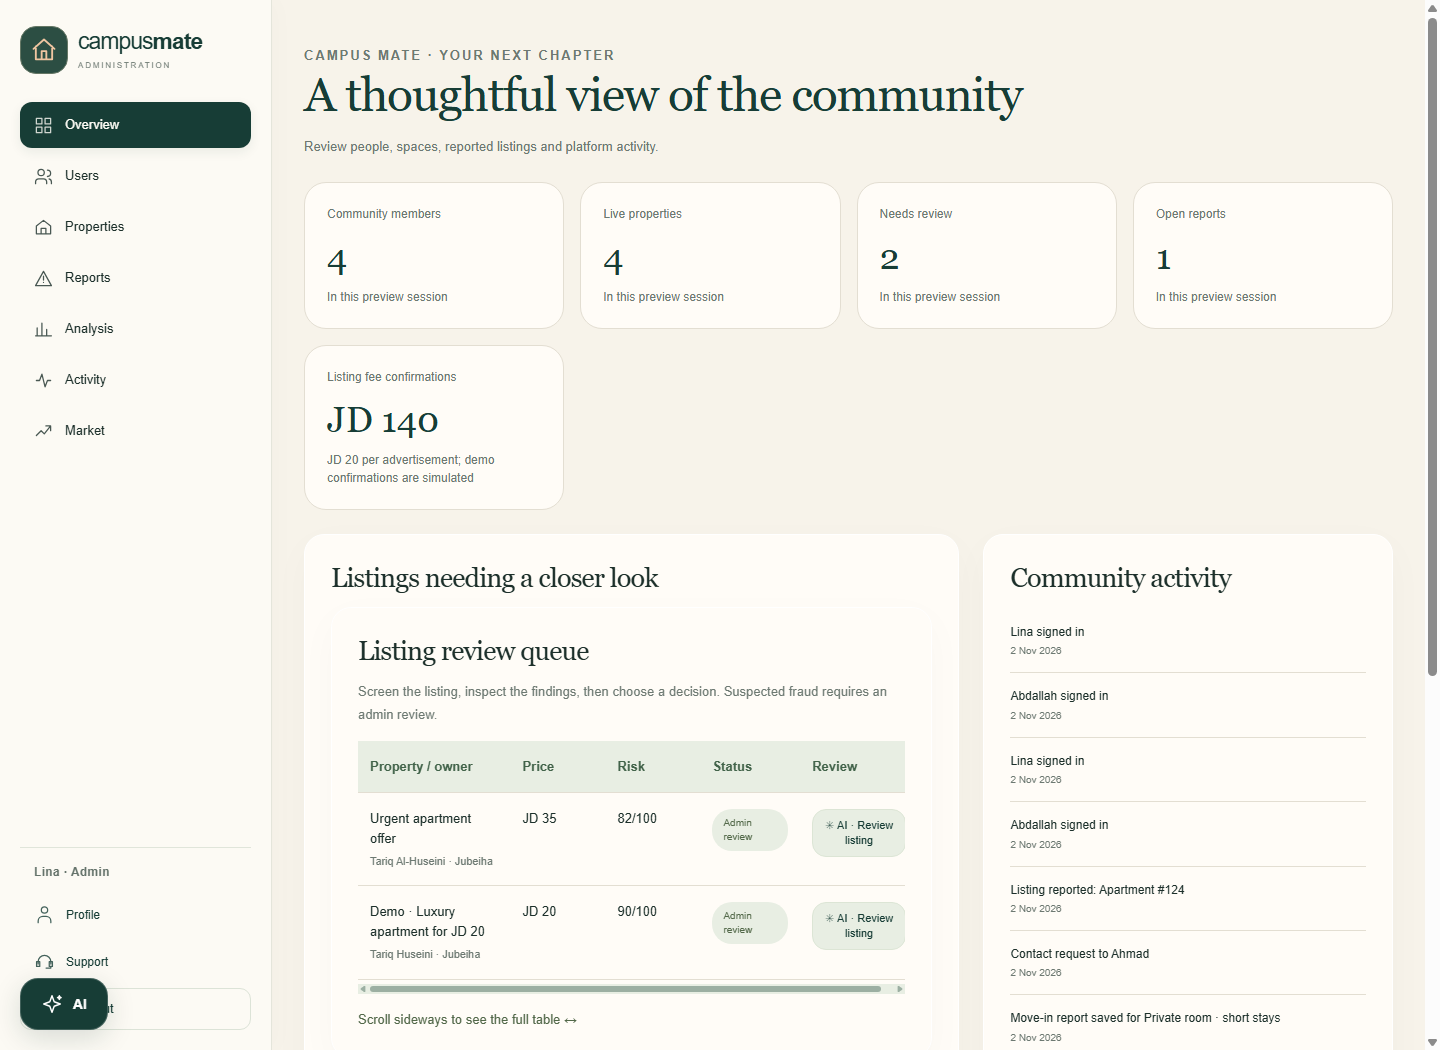 campusmate
ADMINISTRATION
Overview
Users
Properties
Reports
Analysis
Activity
Market
Lina · Admin
Profile
Support
AI
CAMPUS MATE · YOUR NEXT CHAPTER
A thoughtful view of the community
Review people, spaces, reported listings and platform activity.
Community members
4
In this preview session
Live properties
4
In this preview session
Needs review
2
In this preview session
Open reports
1
In this preview session
Listing fee confirmations
JD 140
JD 20 per advertisement; demo
confirmations are simulated
Listings needing a closer look
Listing review queue
Screen the listing, inspect the findings, then choose a decision. Suspected fraud requires an
admin review.
Property / owner Price Risk Status Review
Urgent apartment
offer
Tariq Al-Huseini · Jubeiha
JD 35
82/100
Admin
review
✳ AI · Review
listing
Demo · Luxury
apartment for JD 20
Tariq Huseini · Jubeiha
JD 20
90/100
Admin
review
✳ AI · Review
listing
Scroll sideways to see the full table ↔
Community activity
Lina signed in
2 Nov 2026
Abdallah signed in
2 Nov 2026
Lina signed in
2 Nov 2026
Abdallah signed in
2 Nov 2026
Listing reported: Apartment #124
2 Nov 2026
Contact request to Ahmad
2 Nov 2026
Move-in report saved for Private room · short stays
2 Nov 2026